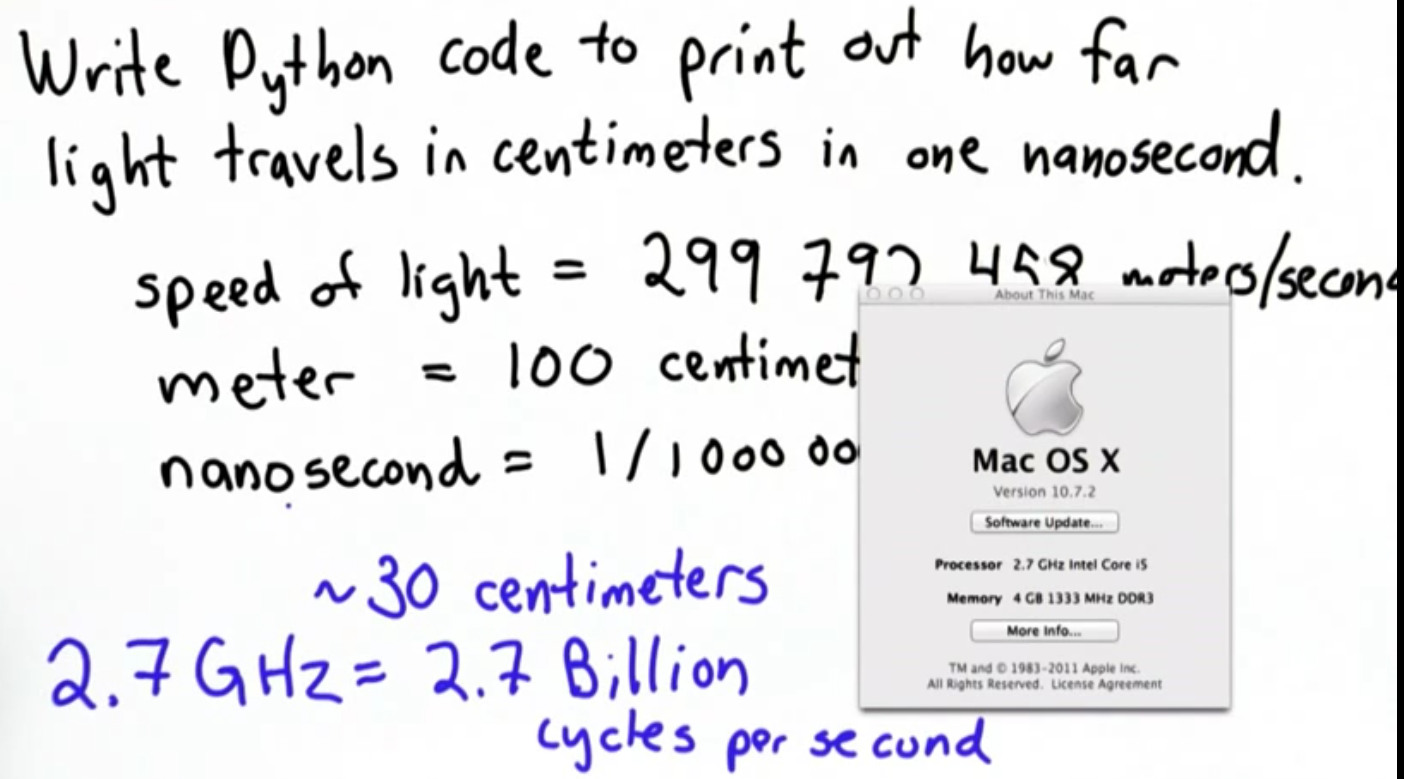 Write Python code to print out how far
light travels in centimeters in one nanosecond.
speed of light = 299 792 458 meters/secon
meter = 100 centimet
nanosecond = 1/1000 00
~30 centimeters
2.7 GHz = 2.7 Billion
cycles per second
About This Mac
Mac OS X
Version 10.7.2
Software Update...
Processor 2.7 GHz Intel Core i5
Memory 4 GB 1333 MHz DDR3
More Info...
TM and © 1983-2011 Apple Inc.
All Rights Reserved. License Agreement